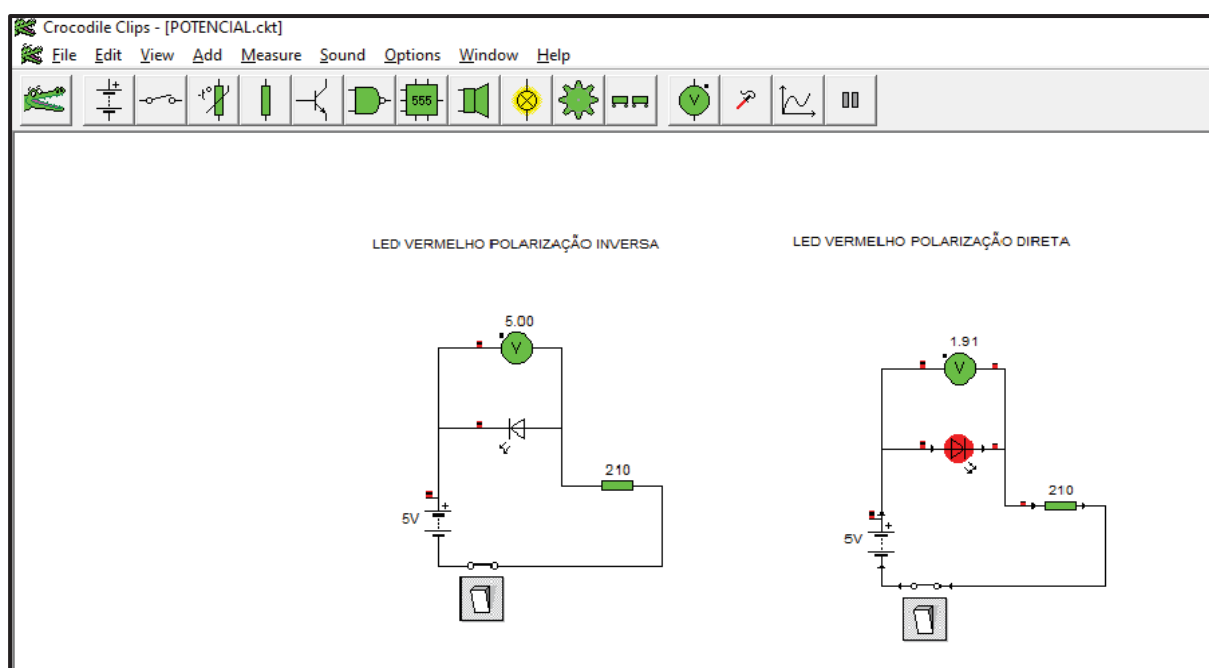 Crocodile Clips - [POTENCIAL.ckt]
File Edit View Add Measure Sound Options Window Help
-t° 555 V
LED VERMELHO POLARIZAÇÃO INVERSA
LED VERMELHO POLARIZAÇÃO DIRETA
5.00
V
210
5V
+
1.91
V
210
5V
+